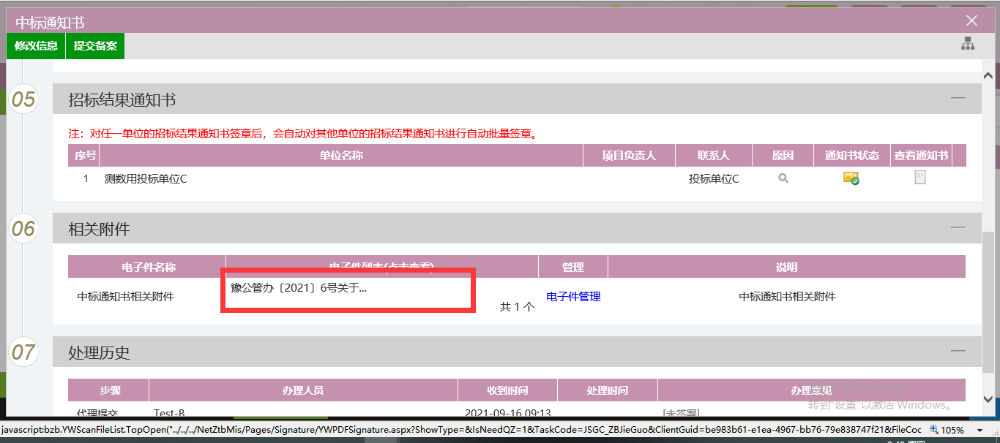 中标通知书
修改信息 提交备案
05 招标结果通知书
注：对任一单位的招标结果通知书签章后，会自动对其他单位的招标结果通知书进行自动批量签章。
序号 单位名称 项目负责人 联系人 原因 通知书状态 查看通知书
1 测数用投标单位C 投标单位C
06 相关附件
电子件名称 电子件列表(点击查看) 管理 说明
中标通知书相关附件 豫公管办〔2021〕6号关于... 共 1 个 电子件管理 中标通知书相关附件
07 处理历史
步骤 办理人员 收到时间 处理时间 办理意见
代理提交 Test-B 2021-09-16 09:13 [未签署]
转到"设置"以激活 Windows。
javascript:bzb.YWScanFileList.TopOpen("../../../NetZtbMis/Pages/Signature/YWPDFSignature.aspx?ShowType=&IsNeedQZ=1&TaskCode=JSGC_ZBJieGuo&ClientGuid=be983b61-e1ea-4967-bb76-79e838747f21&FileCoc 105%